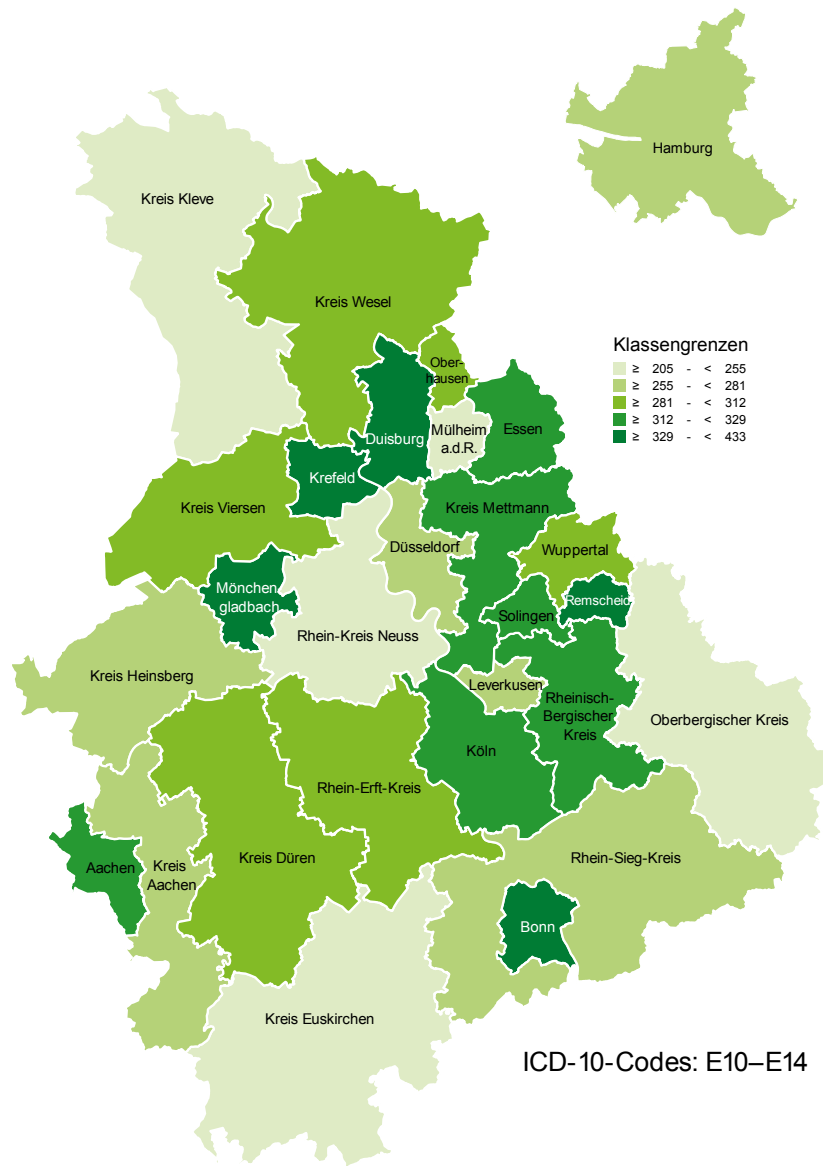 Hamburg
Kreis Kleve
Kreis Wesel
Klassengrenzen
≥ 205 - < 255
≥ 255 - < 281
≥ 281 - < 312
≥ 312 - < 329
≥ 329 - < 433
Ober-
hausen
Duisburg
Mülheim
a.d.R.
Essen
Krefeld
Kreis Viersen
Kreis Mettmann
Düsseldorf
Wuppertal
Mönchen
gladbach
Remscheid
Solingen
Rhein-Kreis Neuss
Kreis Heinsberg
Leverkusen
Rheinisch-
Bergischer
Kreis
Oberbergischer Kreis
Köln
Rhein-Erft-Kreis
Aachen
Kreis
Aachen
Kreis Düren
Rhein-Sieg-Kreis
Bonn
Kreis Euskirchen
ICD-10-Codes: E10–E14